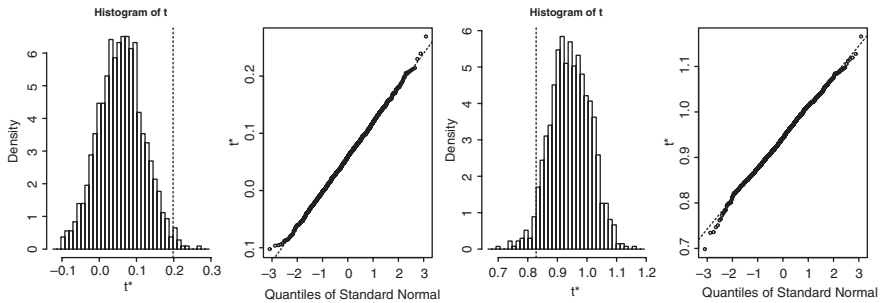 Histogram of t
Density
0 1 2 3 4 5 6
−0.1 0.0 0.1 0.2 0.3
t*
t*
0.1 0.0 0.1 0.2
−3 −2 −1 0 1 2 3
Quantiles of Standard Normal
Histogram of t
Density
0 1 2 3 4 5 6
0.7 0.8 0.9 1.0 1.1 1.2
t*
t*
0.7 0.8 0.9 1.0 1.1
−3 −2 −1 0 1 2 3
Quantiles of Standard Normal